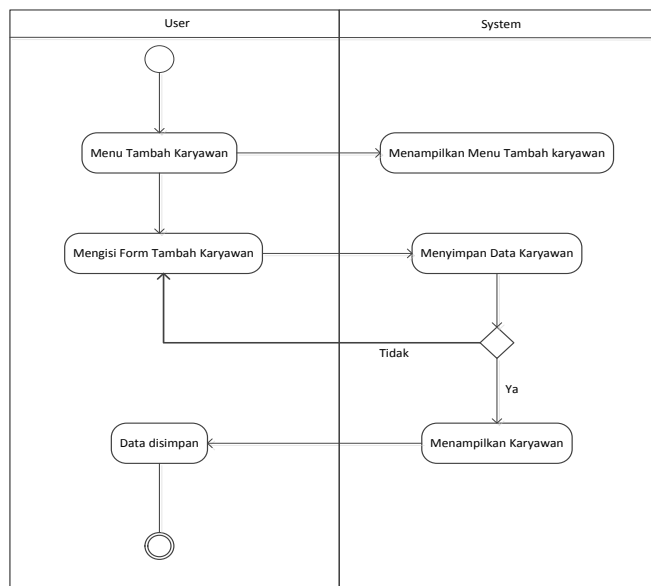 User
System
Menu Tambah Karyawan
Menampilkan Menu Tambah karyawan
Mengisi Form Tambah Karyawan
Menyimpan Data Karyawan
Tidak
Ya
Data disimpan
Menampilkan Karyawan